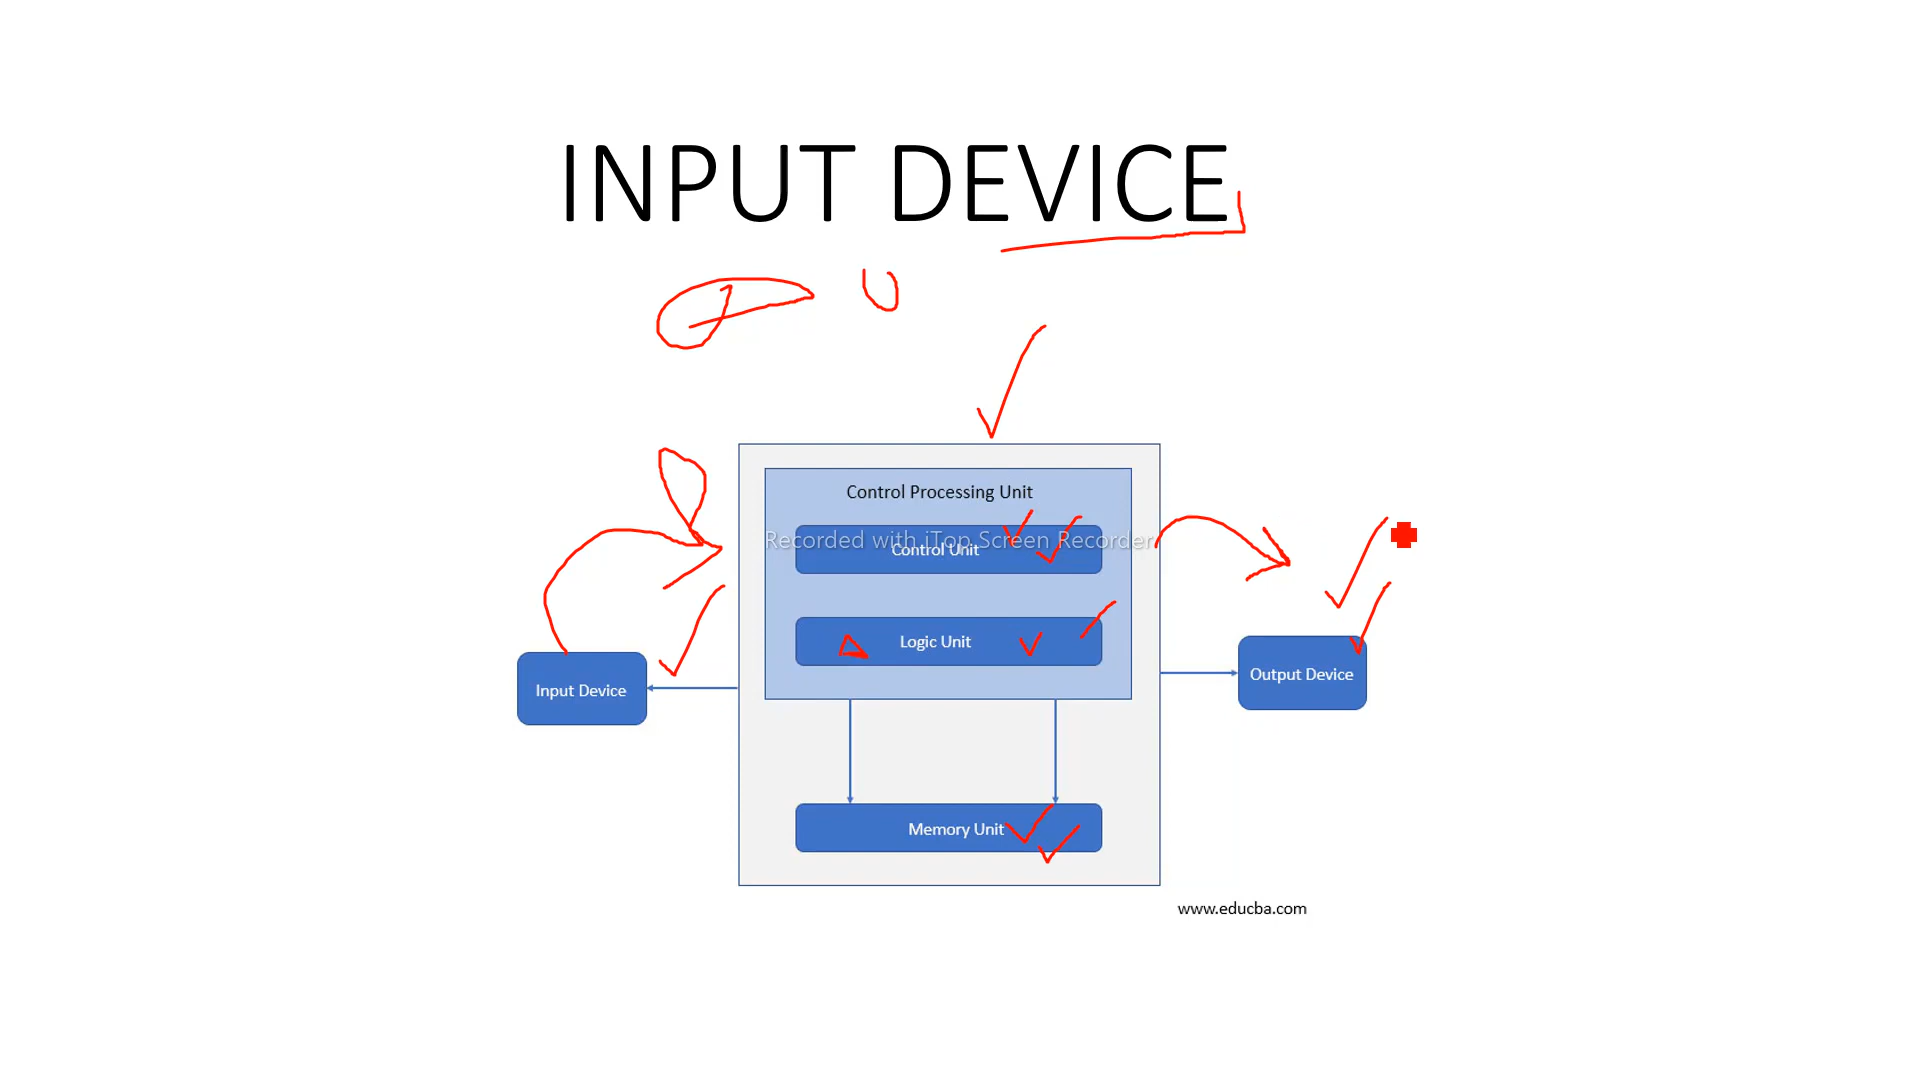 INPUT DEVICE
Control Processing Unit
Recorded with iTop Screen Recorder
Control Unit
Logic Unit
Input Device
Output Device
Memory Unit
www.educba.com